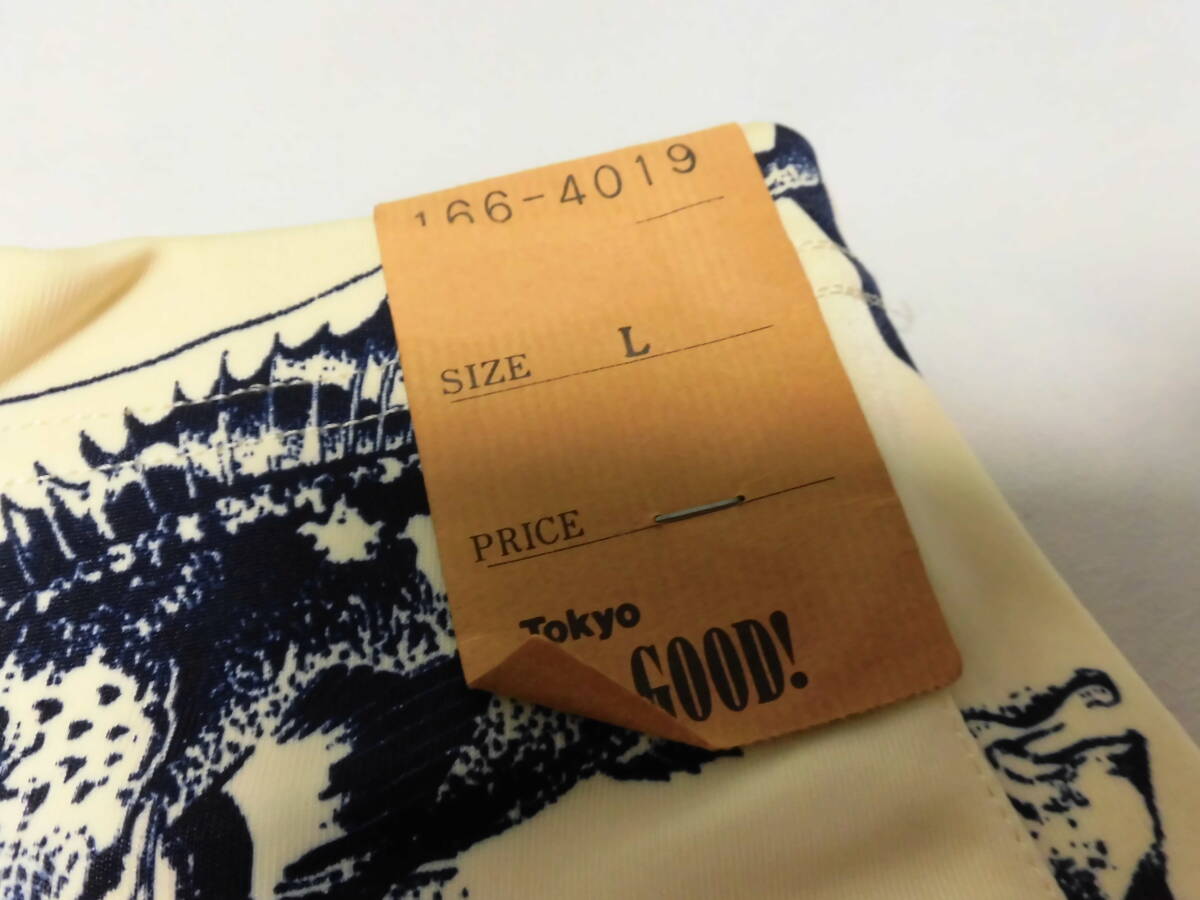 166-4019
SIZE L
PRICE
Tokyo
GOOD!